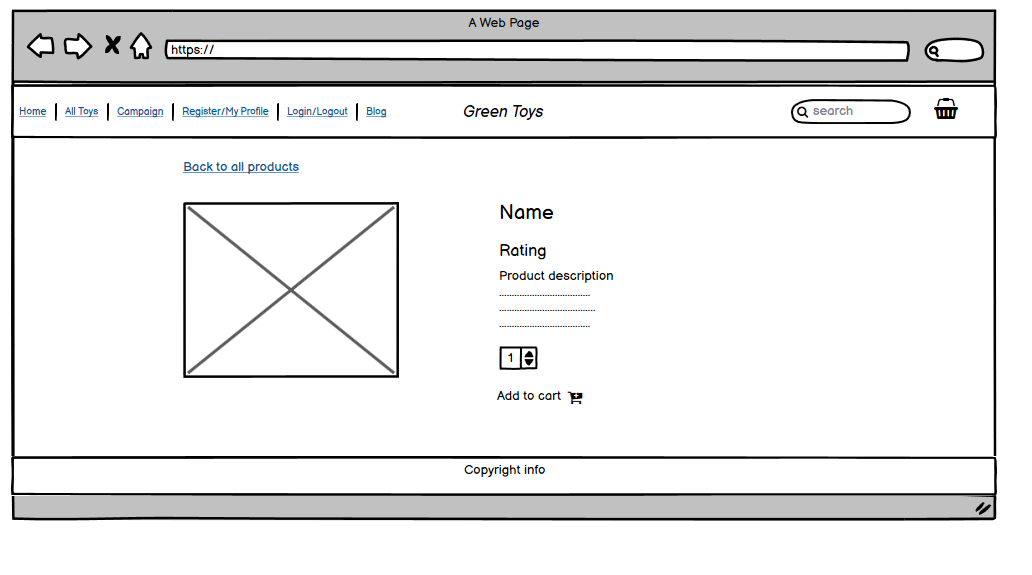 A Web Page
https://
Home All Toys Campaign Register/My Profile Login/Logout Blog Green Toys search
Back to all products
Name
Rating
Product description
1
Add to cart
Copyright info